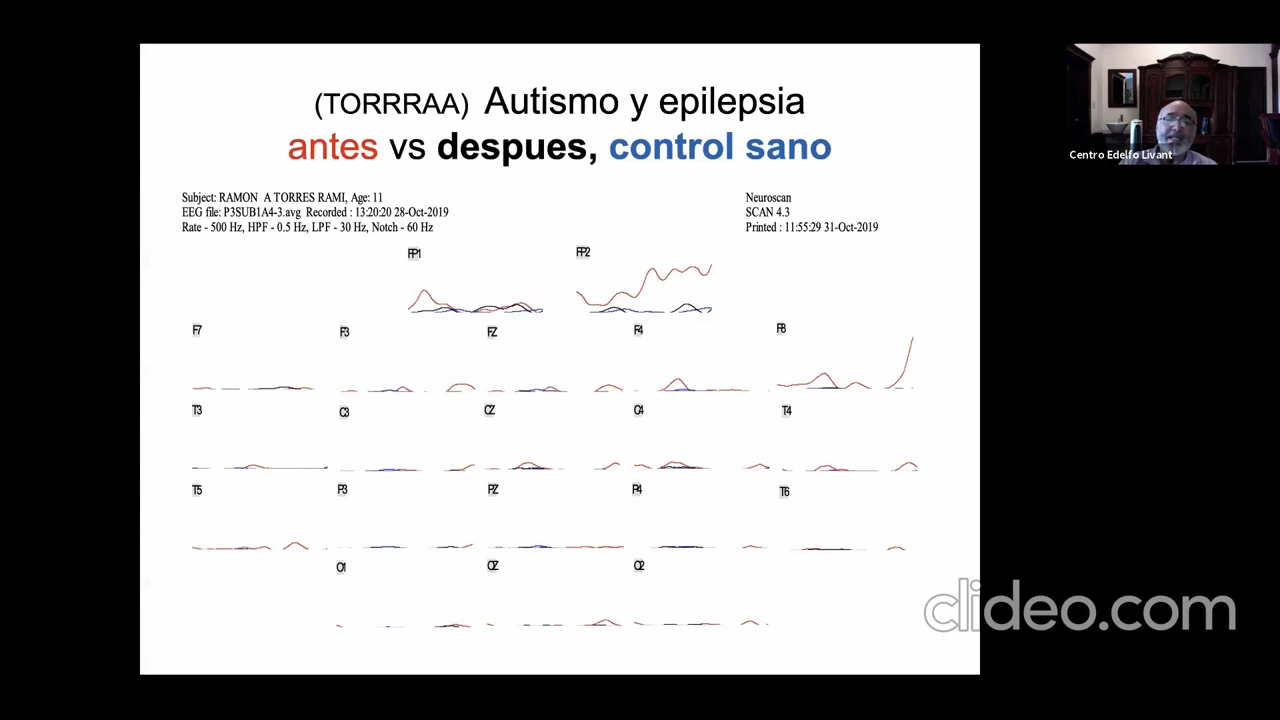 (TORRRAA) Autismo y epilepsia
antes vs despues, control sano
Centro Edelfo Livant
Subject: RAMON A TORRES RAMI, Age: 11
EEG file: P3SUB1A4-3.avg Recorded : 13:20:20 28-Oct-2019
Rate - 500 Hz, HPF - 0.5 Hz, LPF - 30 Hz, Notch - 60 Hz
Neuroscan
SCAN 4.3
Printed : 11:55:29 31-Oct-2019
FP1 FP2
F7 F3 FZ F4 F8
T3 C3 CZ C4 T4
T5 P3 PZ P4 T6
O1 OZ O2
clideo.com